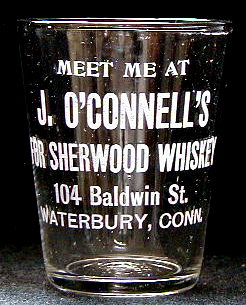 MEET ME AT
J. O'CONNELL'S
FOR SHERWOOD WHISKEY
104 Baldwin St.
WATERBURY, CONN.